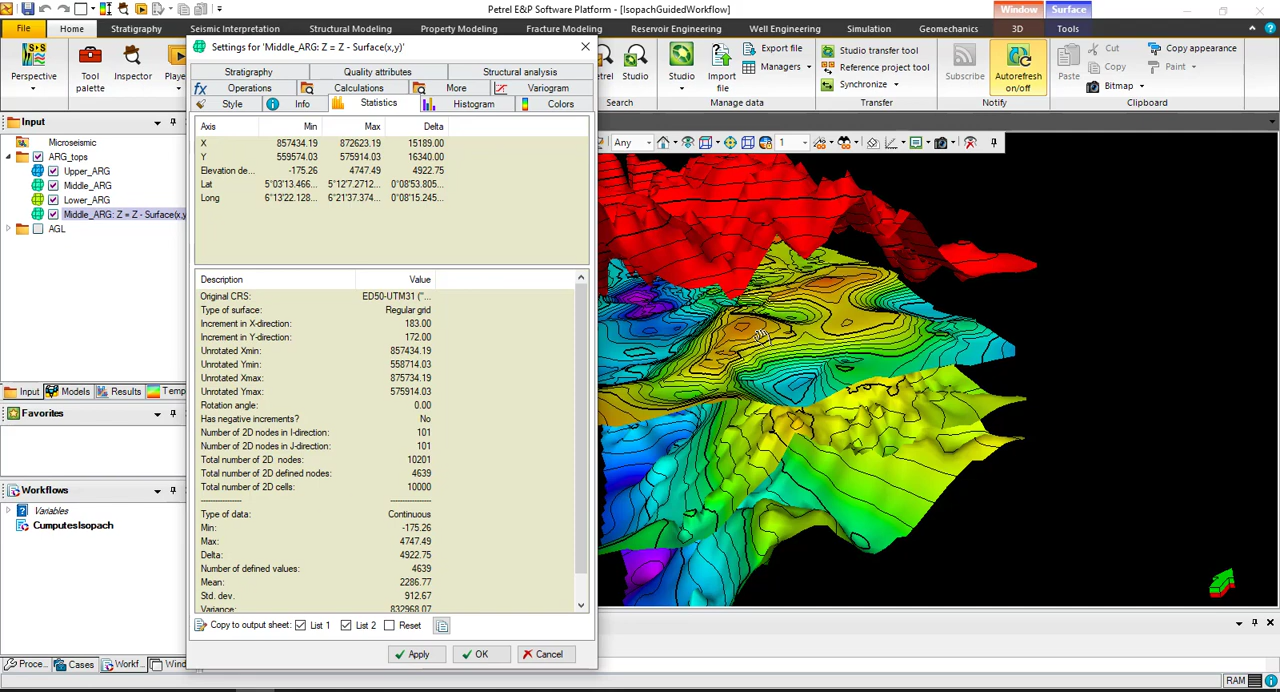 Petrel E&P Software Platform - [IsopachGuidedWorkflow]
Window
Surface
File
Home
Stratigraphy
Seismic Interpretation
Structural Modeling
Property Modeling
Fracture Modeling
Reservoir Engineering
Well Engineering
Simulation
Geomechanics
3D
Tools
Perspective
Tool palette
Inspector
Playe
Settings for 'Middle_ARG: Z = Z - Surface(x,y)'
Stratigraphy
Quality attributes
Structural analysis
Operations
Calculations
More
Variogram
Style
Info
Statistics
Histogram
Colors
etrel
Studio
Search
Studio
Import file
Export file
Managers
Manage data
Studio transfer tool
Reference project tool
Synchronize
Transfer
Subscribe
Autorefresh on/off
Notify
Paste
Cut
Copy
Bitmap
Copy appearance
Paint
Clipboard
Input
Microseismic
ARG_tops
Upper_ARG
Middle_ARG
Lower_ARG
Middle_ARG: Z = Z - Surface(x,y
AGL
Any
1
Axis Min Max Delta
X 857434.19 872623.19 15189.00
Y 559574.03 575914.03 16340.00
Elevation de... -175.26 4747.49 4922.75
Lat 5°03'13.466... 5°12'7.2712... 0°08'53.805...
Long 6°13'22.128... 6°21'37.374... 0°08'15.245...
Description Value
Original CRS: ED50-UTM31 ("...
Type of surface: Regular grid
Increment in X-direction: 183.00
Increment in Y-direction: 172.00
Unrotated Xmin: 857434.19
Unrotated Ymin: 558714.03
Unrotated Xmax: 875734.19
Unrotated Ymax: 575914.03
Rotation angle: 0.00
Has negative increments? No
Number of 2D nodes in I-direction: 101
Number of 2D nodes in J-direction: 101
Total number of 2D nodes: 10201
Total number of 2D defined nodes: 4639
Total number of 2D cells: 10000
Type of data: Continuous
Min: -175.26
Max: 4747.49
Delta: 4922.75
Number of defined values: 4639
Mean: 2286.77
Std. dev. 912.67
Variance: 832968.07
Copy to output sheet: List 1 List 2 Reset
Apply
OK
Cancel
Input
Models
Results
Temp
Favorites
Workflows
Variables
CumputesIsopach
Proce...
Cases
Workf...
Wind
RAM